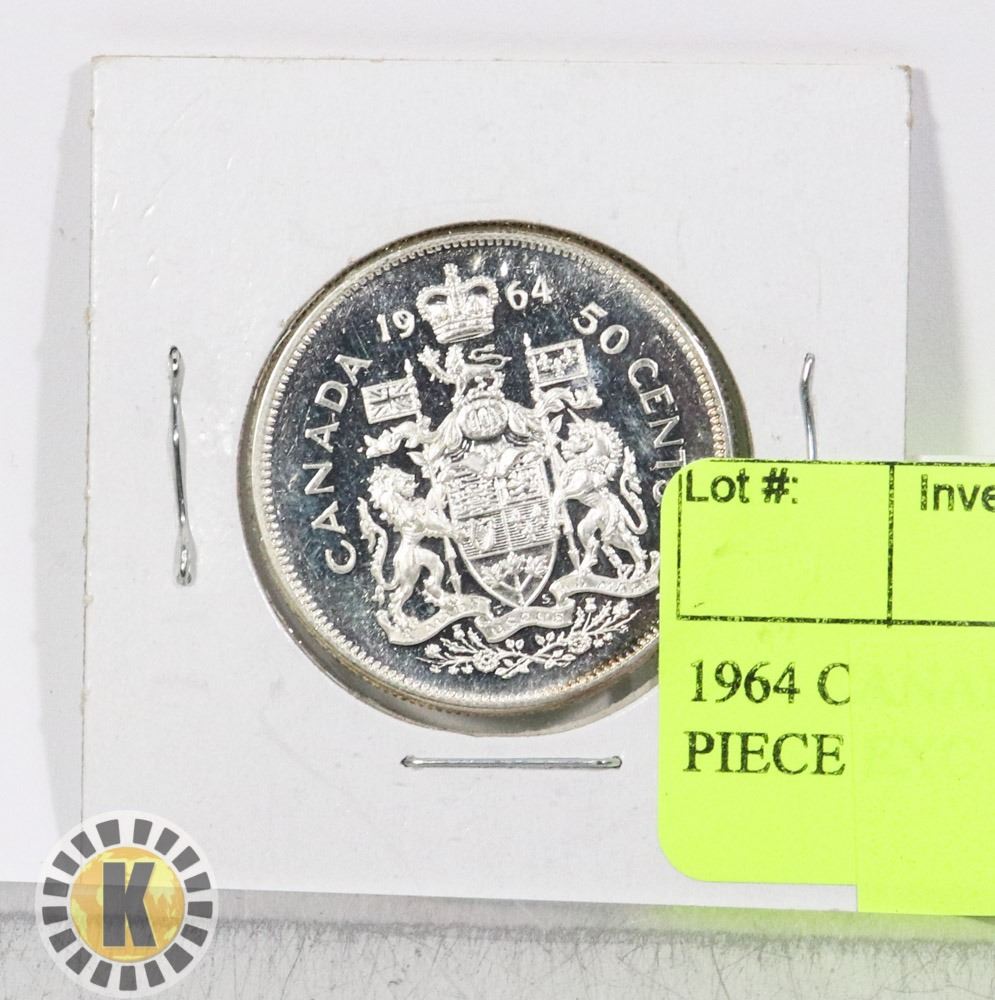 CANADA 1964 50 CENTS
Lot #: Inve
1964 C
PIECE
K